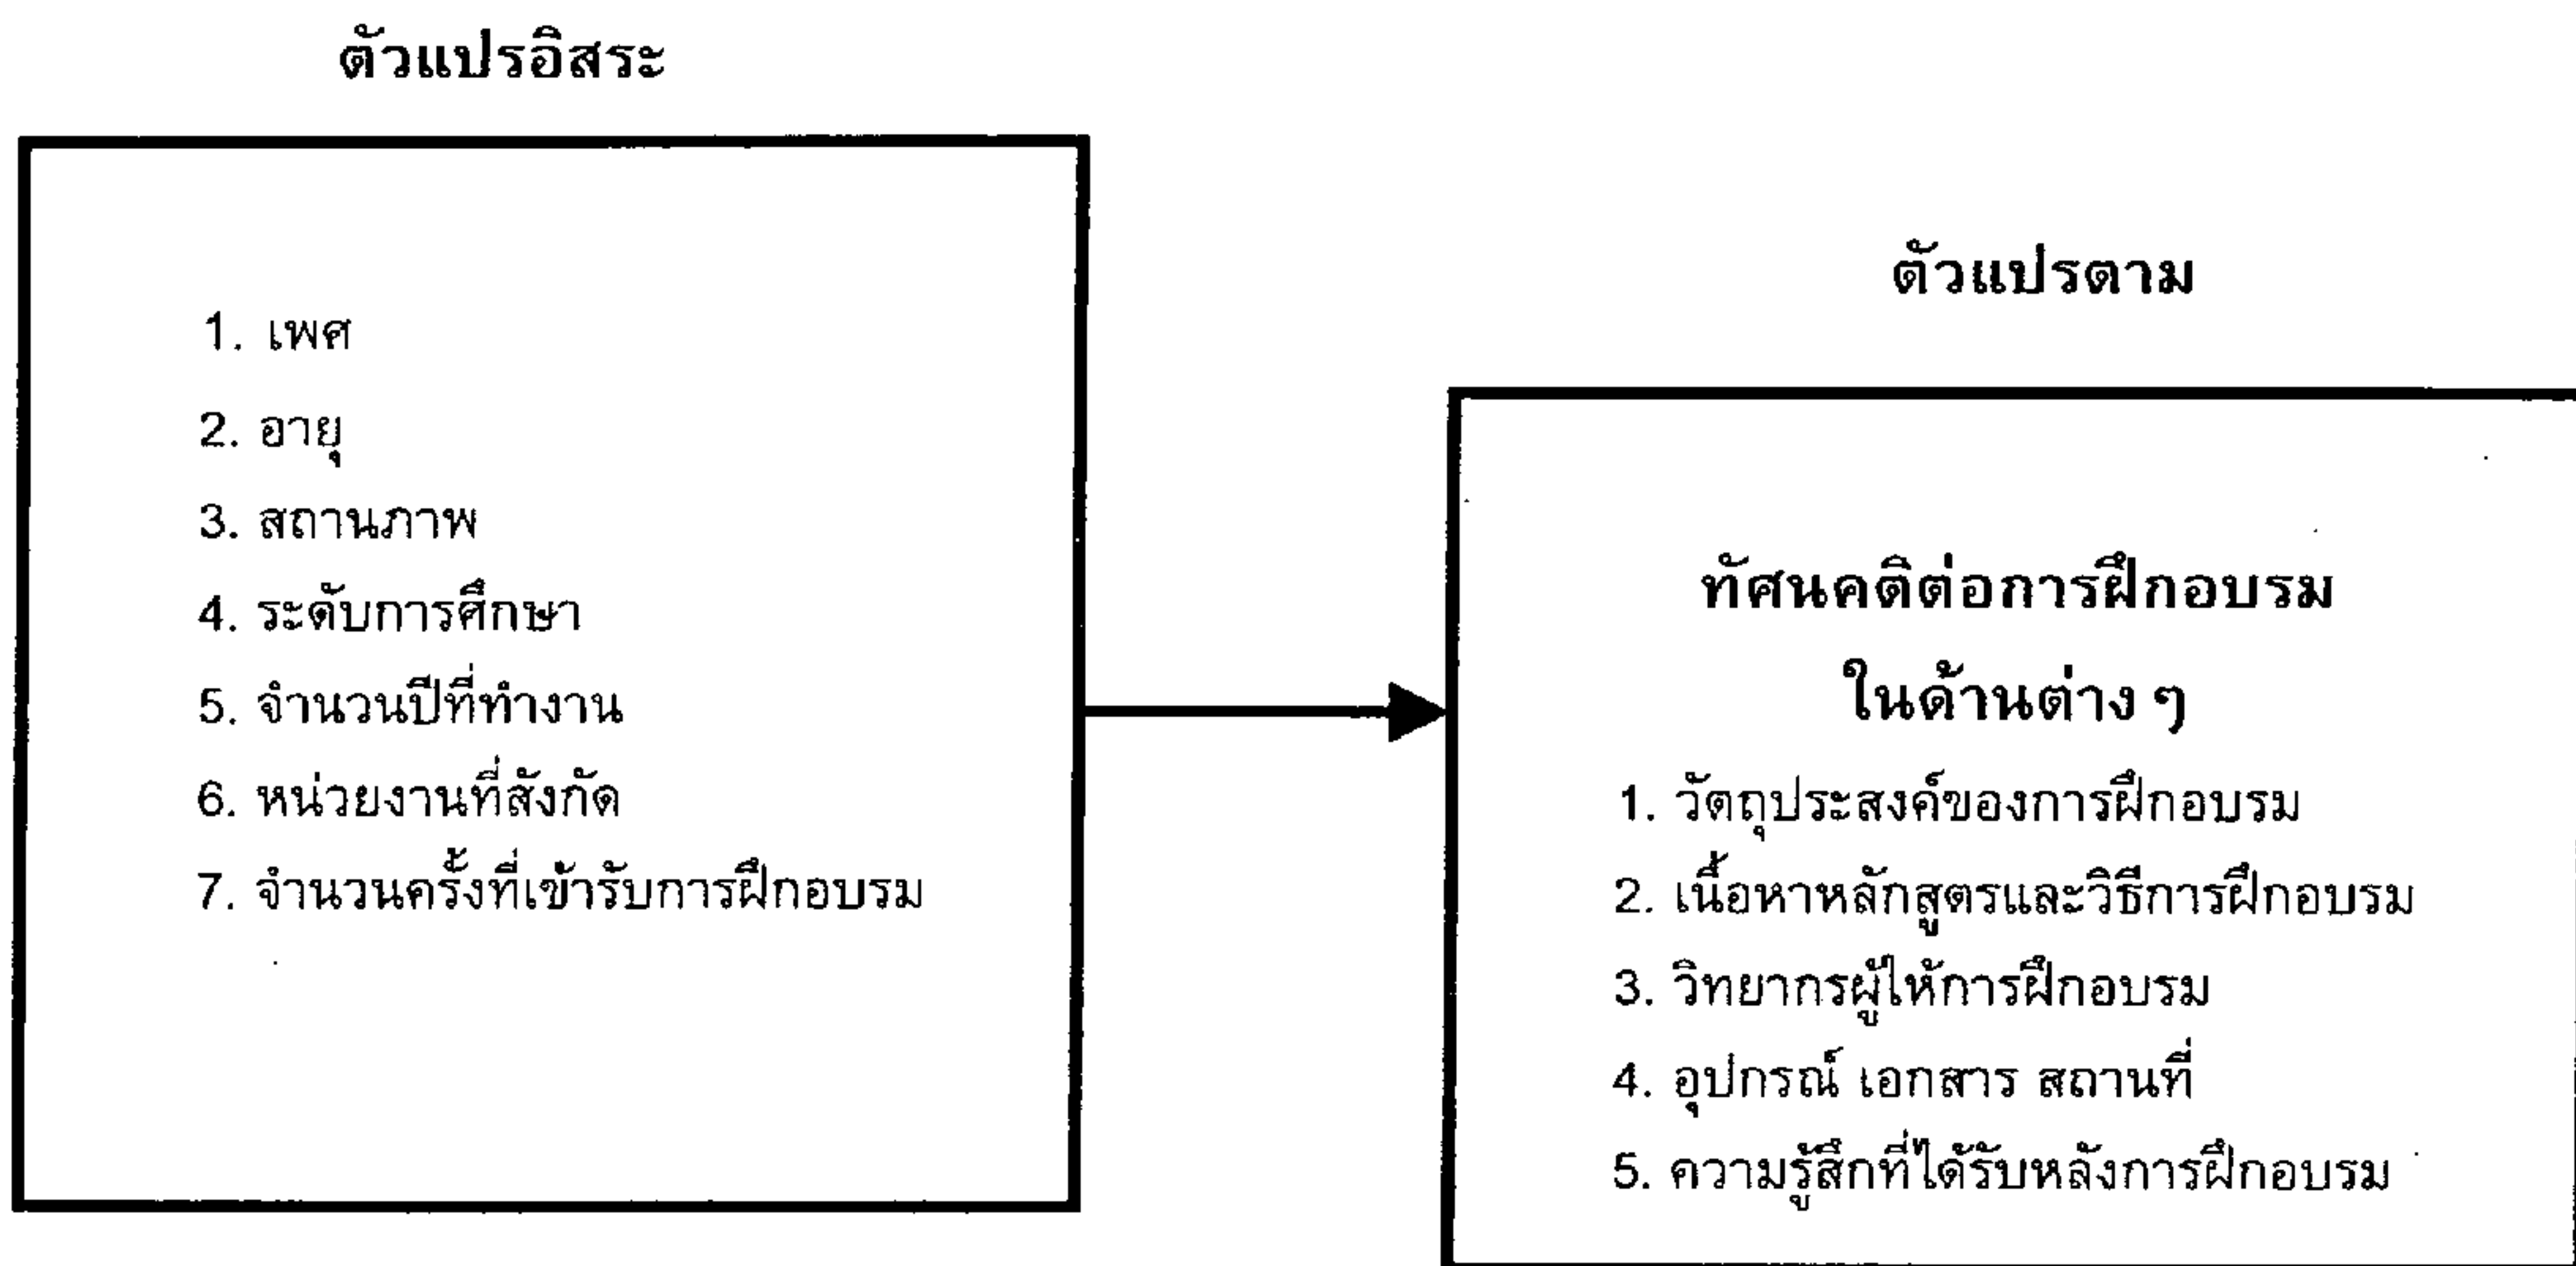 ตัวแปรอิสระ
1. เพศ
2. อายุ
3. สถานภาพ
4. ระดับการศึกษา
5. จำนวนปีที่ทำงาน
6. หน่วยงานที่สังกัด
7. จำนวนครั้งที่เข้ารับการฝึกอบรม
ตัวแปรตาม
ทัศนคติต่อการฝึกอบรม
ในด้านต่าง ๆ
1. วัตถุประสงค์ของการฝึกอบรม
2. เนื้อหาหลักสูตรและวิธีการฝึกอบรม
3. วิทยากรผู้ให้การฝึกอบรม
4. อุปกรณ์ เอกสาร สถานที่
5. ความรู้สึกที่ได้รับหลังการฝึกอบรม